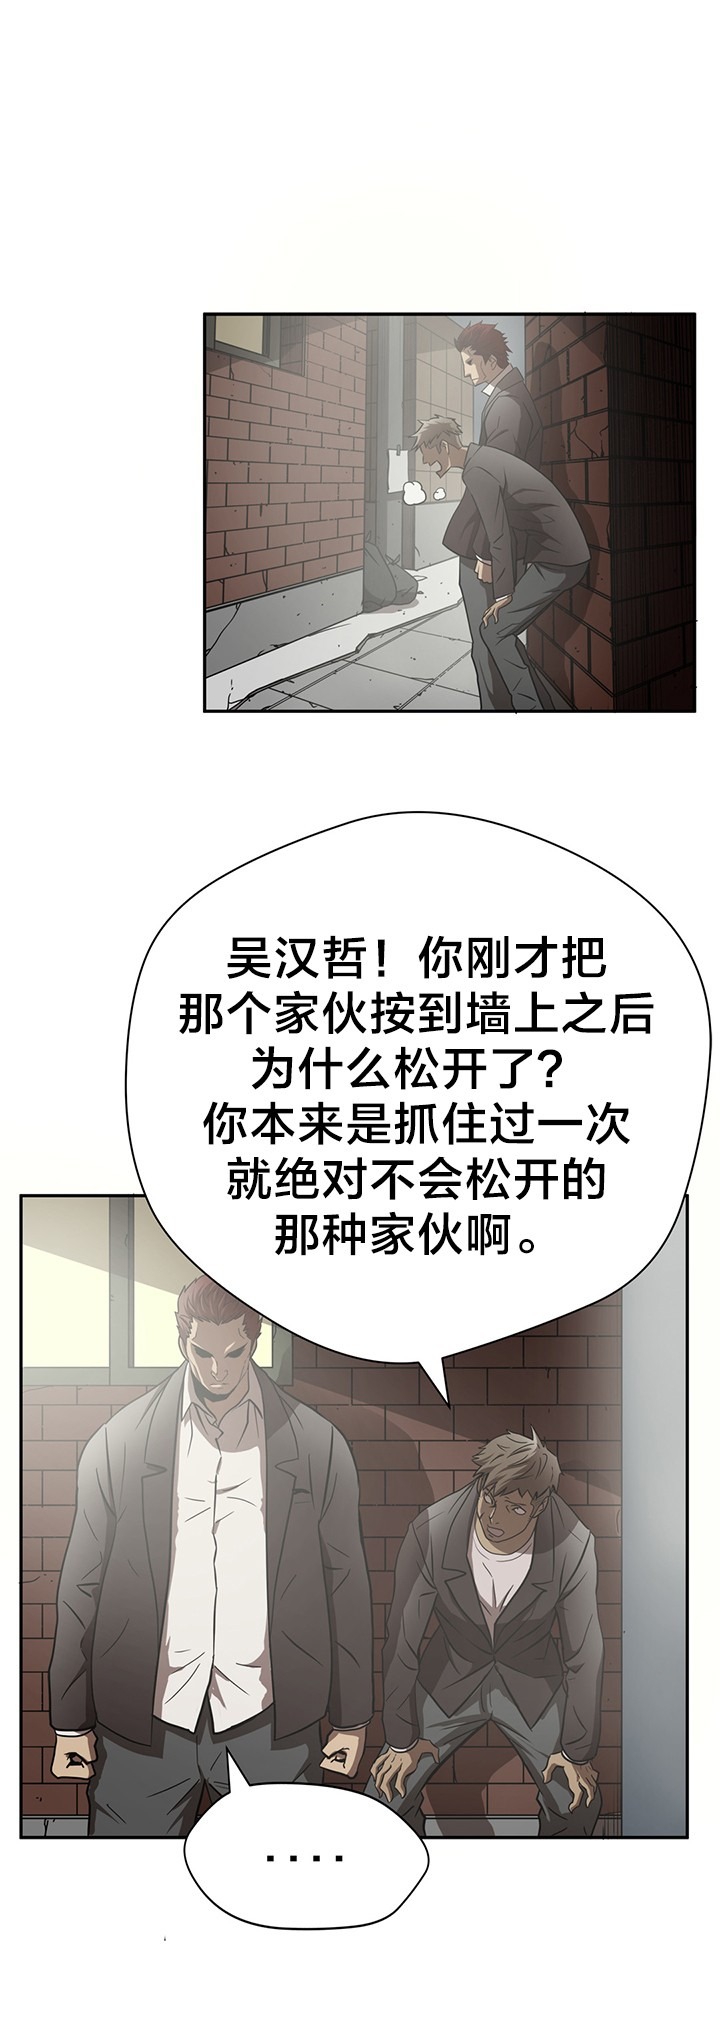 吴汉哲！你刚才把
那个家伙按到墙上之后
为什么松开了？
你本来是抓住过一次
就绝对不会松开的
那种家伙啊。
....